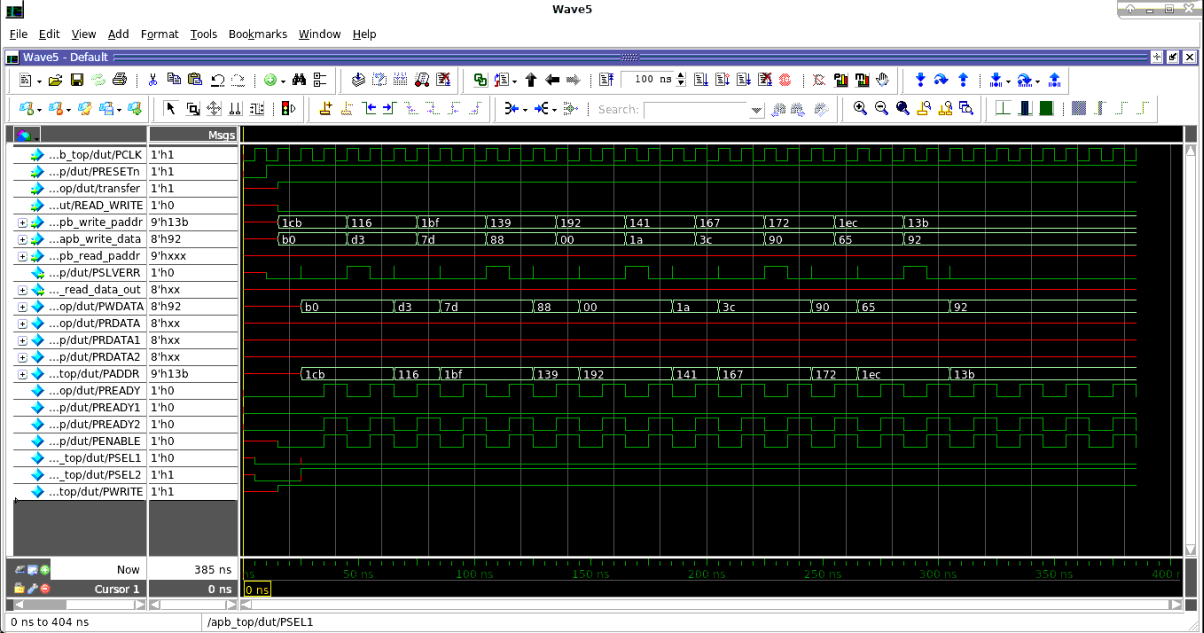 Wave5
File Edit View Add Format Tools Bookmarks Window Help
Wave5 - Default
100 ns
Search:
Msgs
...b_top/dut/PCLK 1'h1
...p/dut/PRESETn 1'h1
...op/dut/transfer 1'h1
...ut/READ_WRITE 1'h0
...pb_write_paddr 9'h13b 1cb 116 1bf 139 192 141 167 172 1ec 13b
...apb_write_data 8'h92 b0 d3 7d 88 00 1a 3c 90 65 92
...pb_read_paddr 9'hxxx
...p/dut/PSLVERR 1'h0
..._read_data_out 8'hxx
...op/dut/PWDATA 8'h92 b0 d3 7d 88 00 1a 3c 90 65 92
...op/dut/PRDATA 8'hxx
...p/dut/PRDATA1 8'hxx
...p/dut/PRDATA2 8'hxx
...top/dut/PADDR 9'h13b 1cb 116 1bf 139 192 141 167 172 1ec 13b
...op/dut/PREADY 1'h0
...p/dut/PREADY1 1'h0
...p/dut/PREADY2 1'h0
...p/dut/PENABLE 1'h0
..._top/dut/PSEL1 1'h0
..._top/dut/PSEL2 1'h1
...top/dut/PWRITE 1'h1
Now 385 ns ns 50 ns 100 ns 150 ns 200 ns 250 ns 300 ns 350 ns 400
Cursor 1 0 ns 0 ns
0 ns to 404 ns /apb_top/dut/PSEL1